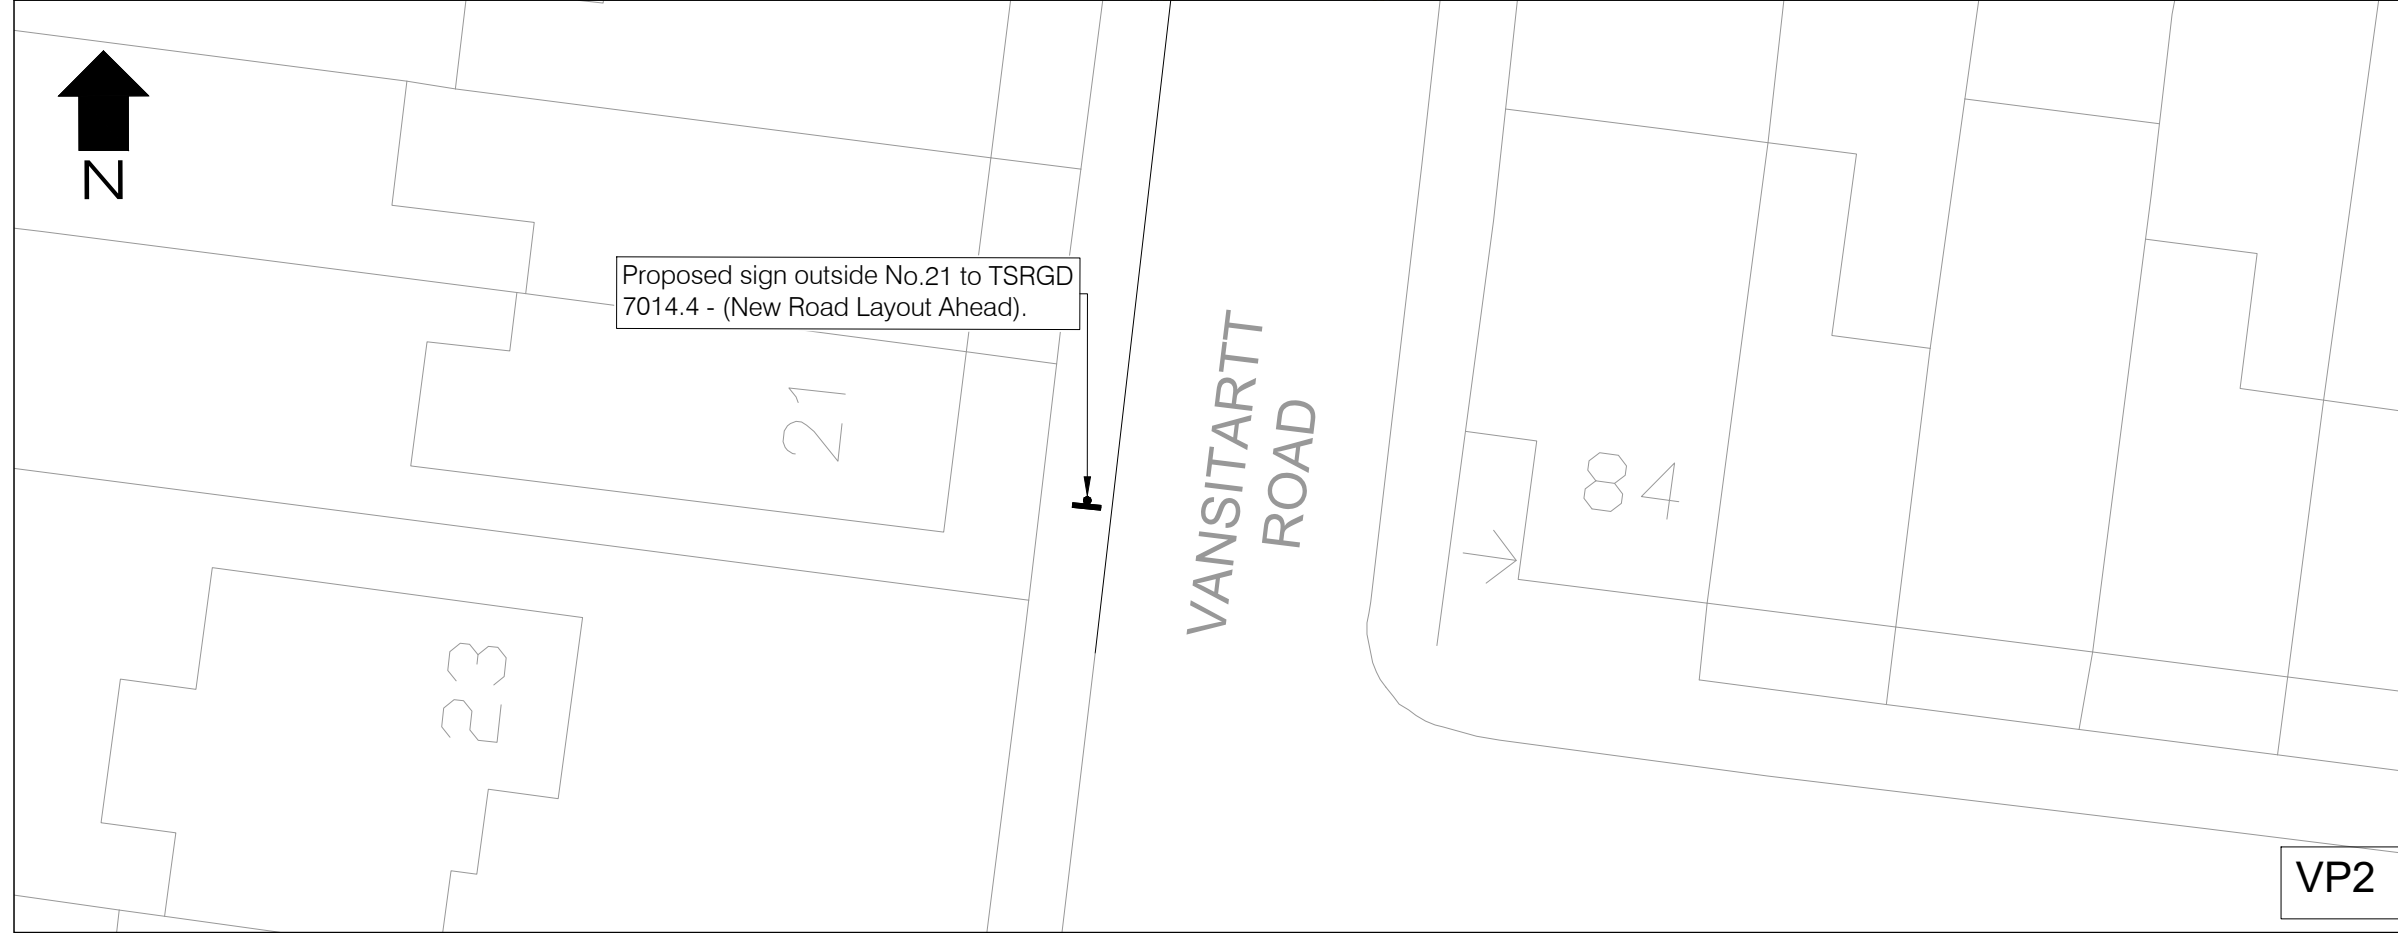 N
Proposed sign outside No.21 to TSRGD
7014.4 - (New Road Layout Ahead).
21
VANSITARTT
ROAD
84
23
VP2